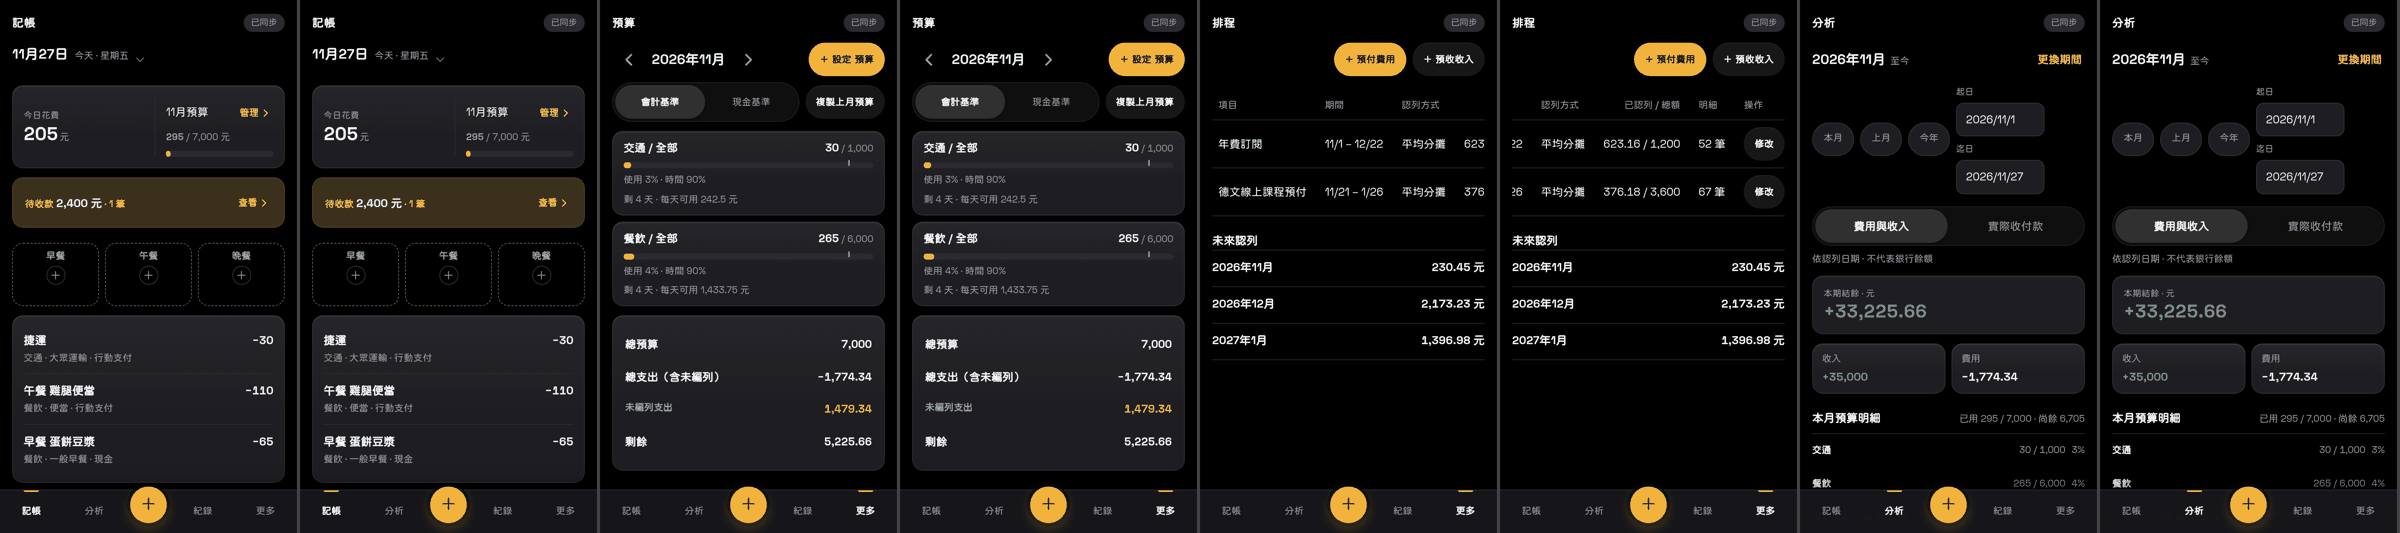 記帳
已同步
11月27日 今天 · 星期五
今日花費
205 元
11月預算
管理
295 / 7,000 元
待收款 2,400 元 · 1 筆
查看
早餐
午餐
晚餐
捷運
-30
交通 · 大眾運輸 · 行動支付
午餐 雞腿便當
-110
餐飲 · 便當 · 行動支付
早餐 蛋餅豆漿
-65
餐飲 · 一般早餐 · 現金
記帳
分析
+
紀錄
更多
記帳
已同步
11月27日 今天 · 星期五
今日花費
205 元
11月預算
管理
295 / 7,000 元
待收款 2,400 元 · 1 筆
查看
早餐
午餐
晚餐
捷運
-30
交通 · 大眾運輸 · 行動支付
午餐 雞腿便當
-110
餐飲 · 便當 · 行動支付
早餐 蛋餅豆漿
-65
餐飲 · 一般早餐 · 現金
記帳
分析
+
紀錄
更多
預算
已同步
2026年11月
+ 設定 預算
會計基準
現金基準
複製上月預算
交通 / 全部
30 / 1,000
使用 3% · 時間 90%
剩 4 天 · 每天可用 242.5 元
餐飲 / 全部
265 / 6,000
使用 4% · 時間 90%
剩 4 天 · 每天可用 1,433.75 元
總預算
7,000
總支出（含未編列）
-1,774.34
未編列支出
1,479.34
剩餘
5,225.66
記帳
分析
+
紀錄
更多
預算
已同步
2026年11月
+ 設定 預算
會計基準
現金基準
複製上月預算
交通 / 全部
30 / 1,000
使用 3% · 時間 90%
剩 4 天 · 每天可用 242.5 元
餐飲 / 全部
265 / 6,000
使用 4% · 時間 90%
剩 4 天 · 每天可用 1,433.75 元
總預算
7,000
總支出（含未編列）
-1,774.34
未編列支出
1,479.34
剩餘
5,225.66
記帳
分析
+
紀錄
更多
排程
已同步
+ 預付費用
+ 預收收入
項目 期間 認列方式
年費訂閱 11/1 – 12/22 平均分攤 623
德文線上課程預付 11/21 – 1/26 平均分攤 376
未來認列
2026年11月 230.45 元
2026年12月 2,173.23 元
2027年1月 1,396.98 元
記帳
分析
+
紀錄
更多
排程
已同步
+ 預付費用
+ 預收收入
認列方式 已認列 / 總額 明細 操作
22 平均分攤 623.16 / 1,200 52 筆 修改
26 平均分攤 376.18 / 3,600 67 筆 修改
未來認列
2026年11月 230.45 元
2026年12月 2,173.23 元
2027年1月 1,396.98 元
記帳
分析
+
紀錄
更多
分析
已同步
2026年11月 至今
更換期間
本月
上月
今年
起日
2026/11/1
迄日
2026/11/27
費用與收入
實際收付款
依認列日期 · 不代表銀行餘額
本期結餘 · 元
+33,225.66
收入
+35,000
費用
-1,774.34
本月預算明細
已用 295 / 7,000 · 尚餘 6,705
交通
30 / 1,000 3%
餐飲
265 / 6,000 4%
記帳
分析
+
紀錄
更多
分析
已同步
2026年11月 至今
更換期間
本月
上月
今年
起日
2026/11/1
迄日
2026/11/27
費用與收入
實際收付款
依認列日期 · 不代表銀行餘額
本期結餘 · 元
+33,225.66
收入
+35,000
費用
-1,774.34
本月預算明細
已用 295 / 7,000 · 尚餘 6,705
交通
30 / 1,000 3%
餐飲
265 / 6,000 4%
記帳
分析
+
紀錄
更多